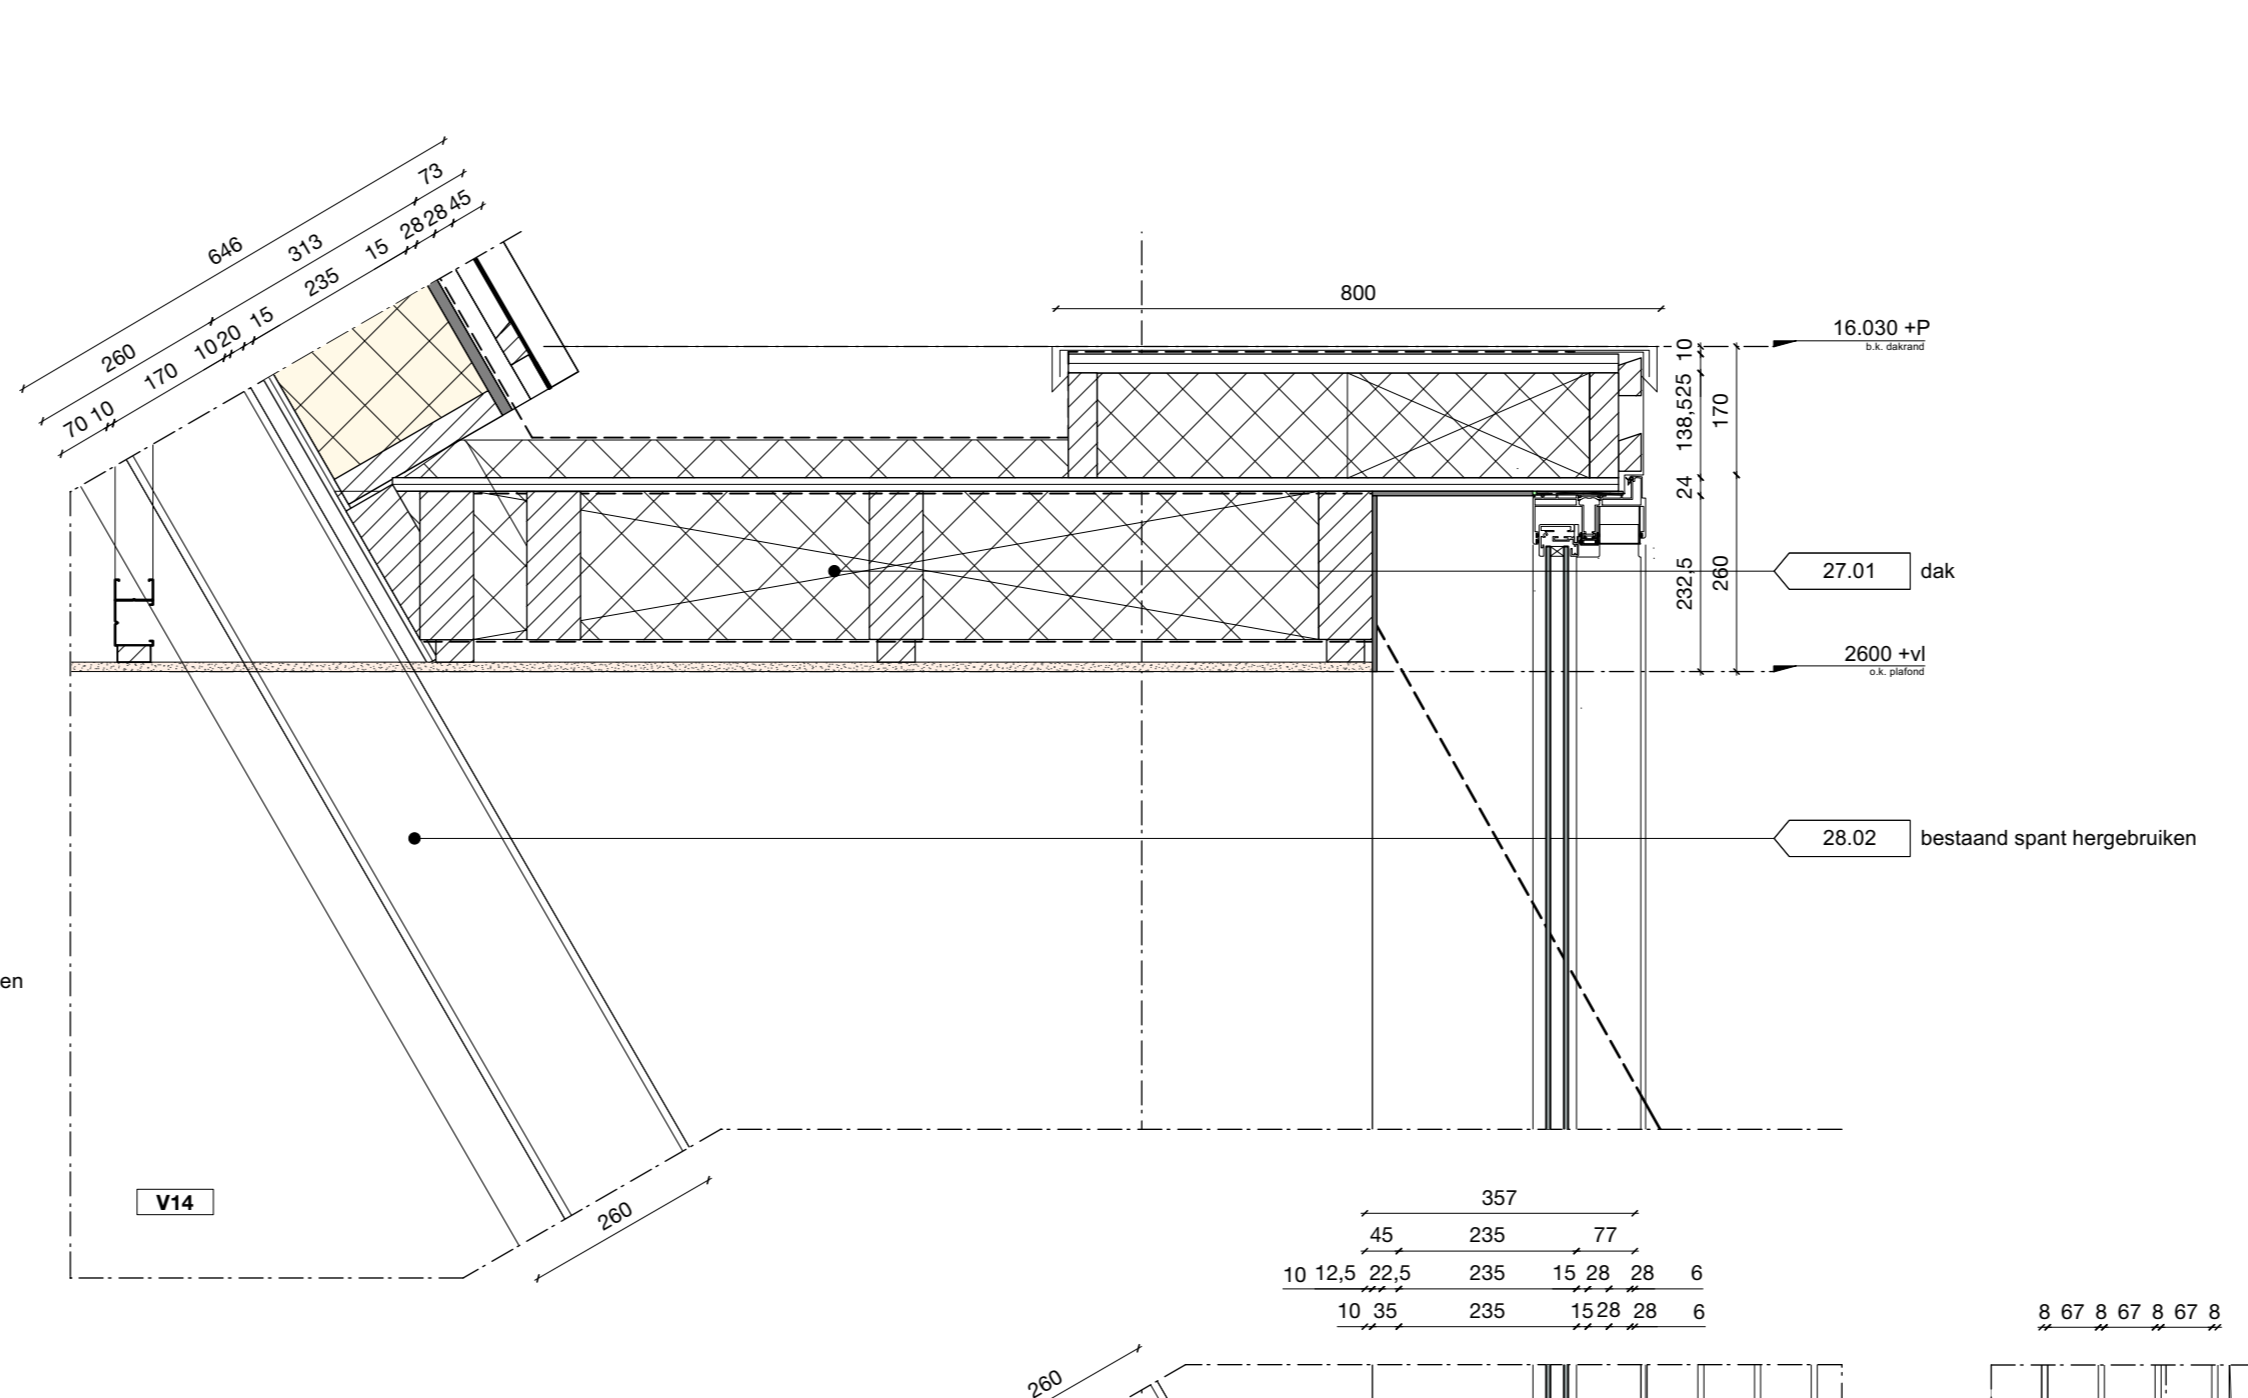 646
73
313
28 28 45
15
235
260
10 20 15
170
70 10
800
16.030 +P
b.k. dakrand
10
138,525
170
24
232,5
260
27.01 dak
2600 +vl
o.k. plafond
28.02 bestaand spant hergebruiken
en
V14
260
357
45 235 77
10 12,5 22,5 235 15 28 28 6
10 35 235 15 28 28 6
8 67 8 67 8 67 8
260